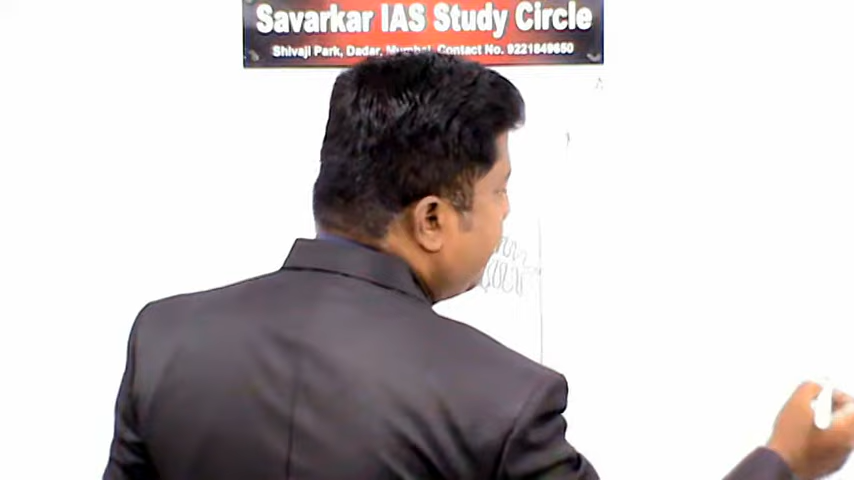 Savarkar IAS Study Circle
Shivaji Park, Dadar, Mumbai, Contact No. 9221849650